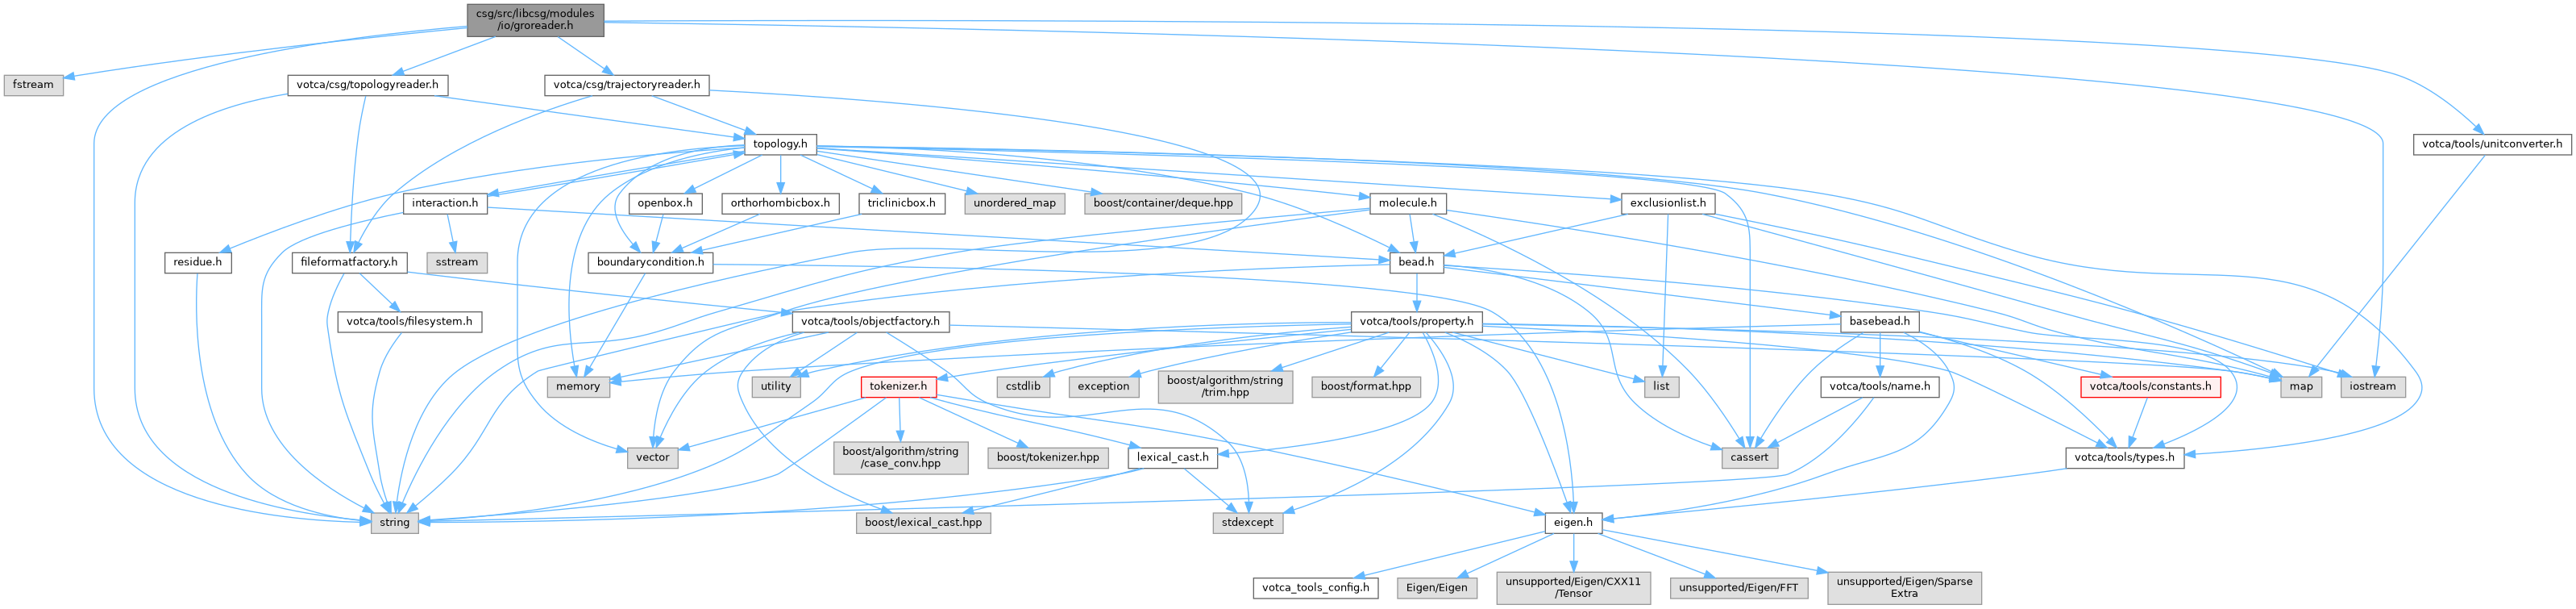 csg/src/libcsg/modules
/io/groreader.h
fstream
votca/csg/topologyreader.h
votca/csg/trajectoryreader.h
topology.h
votca/tools/unitconverter.h
interaction.h
openbox.h
orthorhombicbox.h
triclinicbox.h
unordered_map
boost/container/deque.hpp
molecule.h
exclusionlist.h
residue.h
fileformatfactory.h
sstream
boundarycondition.h
bead.h
votca/tools/filesystem.h
votca/tools/objectfactory.h
votca/tools/property.h
basebead.h
memory
utility
tokenizer.h
cstdlib
exception
boost/algorithm/string
/trim.hpp
boost/format.hpp
list
votca/tools/name.h
votca/tools/constants.h
map
iostream
vector
boost/algorithm/string
/case_conv.hpp
boost/tokenizer.hpp
lexical_cast.h
cassert
votca/tools/types.h
string
boost/lexical_cast.hpp
stdexcept
eigen.h
votca_tools_config.h
Eigen/Eigen
unsupported/Eigen/CXX11
/Tensor
unsupported/Eigen/FFT
unsupported/Eigen/Sparse
Extra